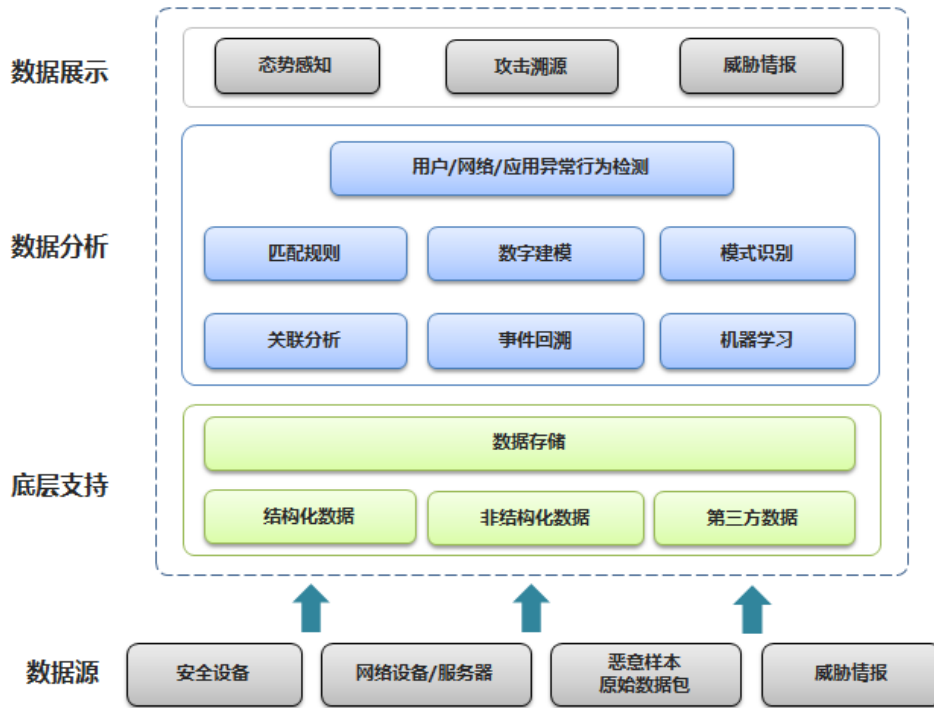 数据展示
态势感知
攻击溯源
威胁情报
用户/网络/应用异常行为检测
数据分析
匹配规则
数字建模
模式识别
关联分析
事件回溯
机器学习
数据存储
底层支持
结构化数据
非结构化数据
第三方数据
数据源
安全设备
网络设备/服务器
恶意样本
原始数据包
威胁情报